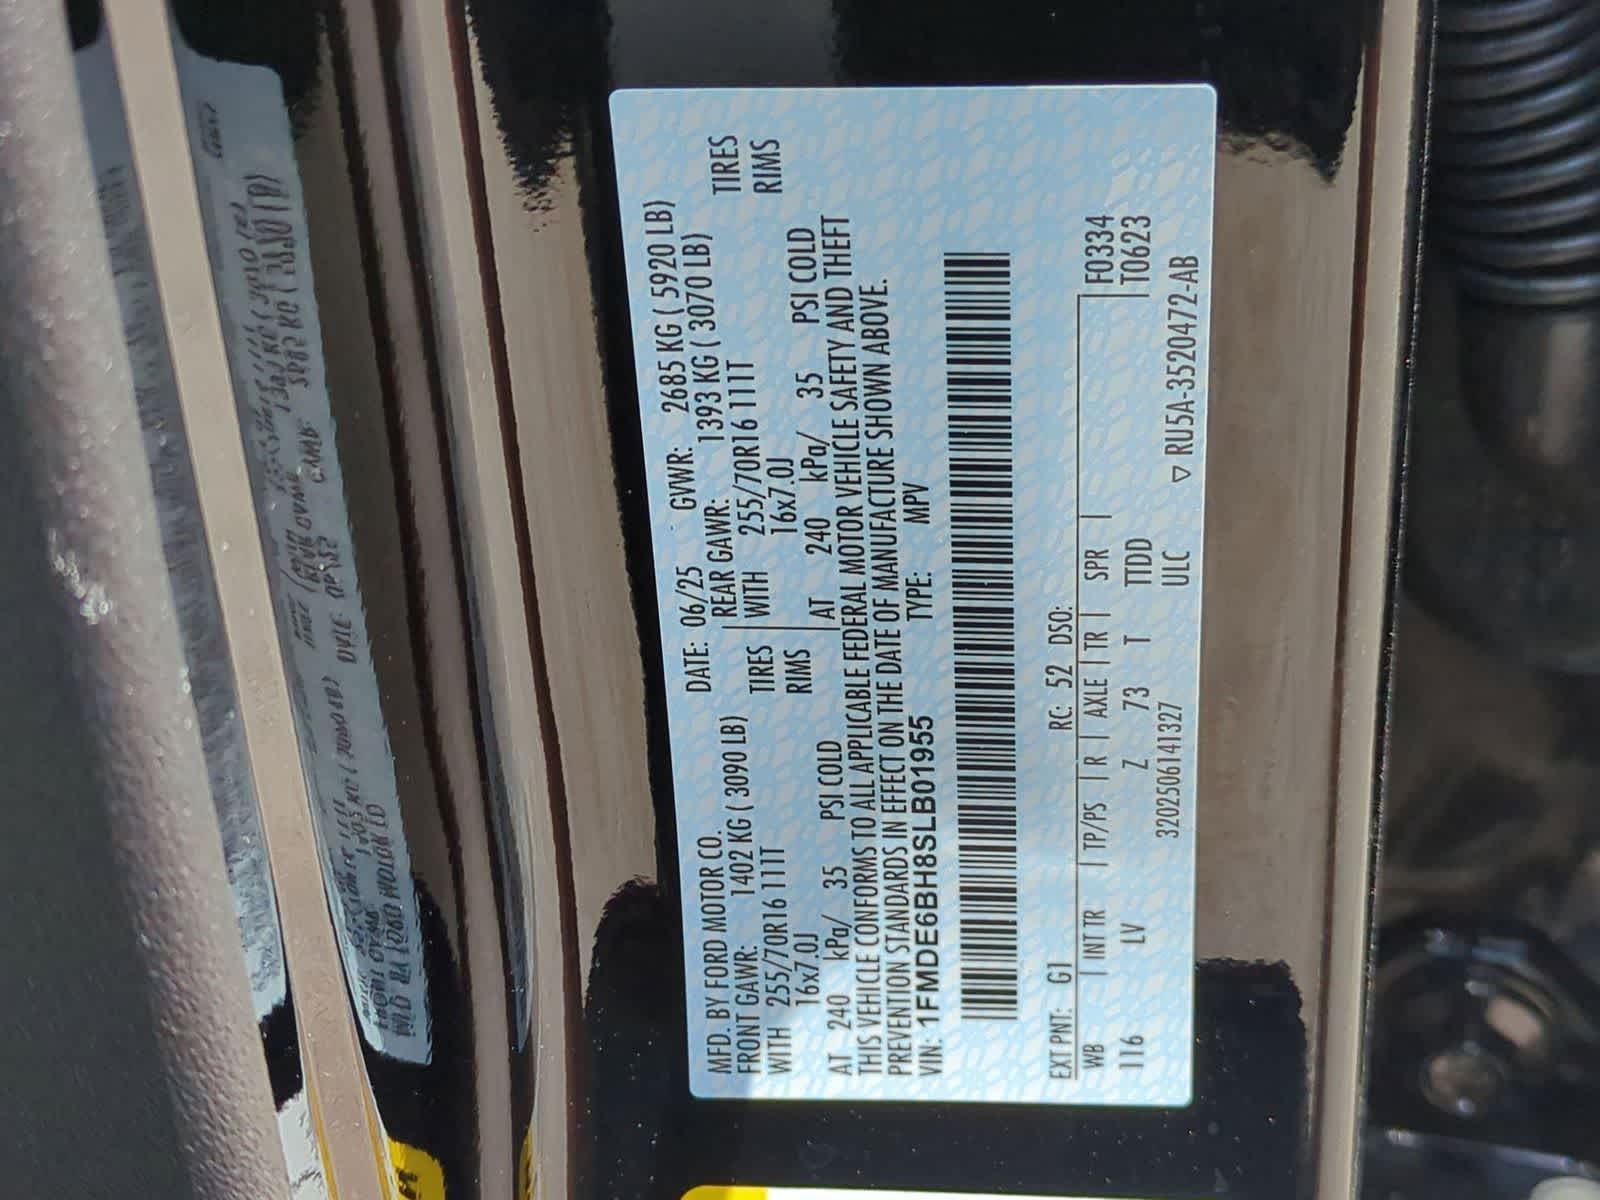 MFD. BY FORD MOTOR CO. DATE: 06/25 GVWR: 2685 KG ( 5920 LB)
FRONT GAWR: 1402 KG ( 3090 LB) REAR GAWR: 1393 KG ( 3070 LB)
WITH 255/70R16 111T TIRES WITH 255/70R16 111T TIRES
16x7.0J RIMS 16x7.0J RIMS
AT 240 kPa/ 35 PSI COLD AT 240 kPa/ 35 PSI COLD
THIS VEHICLE CONFORMS TO ALL APPLICABLE FEDERAL MOTOR VEHICLE SAFETY AND THEFT
PREVENTION STANDARDS IN EFFECT ON THE DATE OF MANUFACTURE SHOWN ABOVE.
VIN: 1FMDE6BH8SLB01955 TYPE: MPV
EXT PNT: G1 RC: 52 DSO:
WB INT TR TP/PS R AXLE TR SPR F0334
116 LV Z 73 T TTDD T0623
3202506141327 ULC ▽ RU5A-3520472-AB